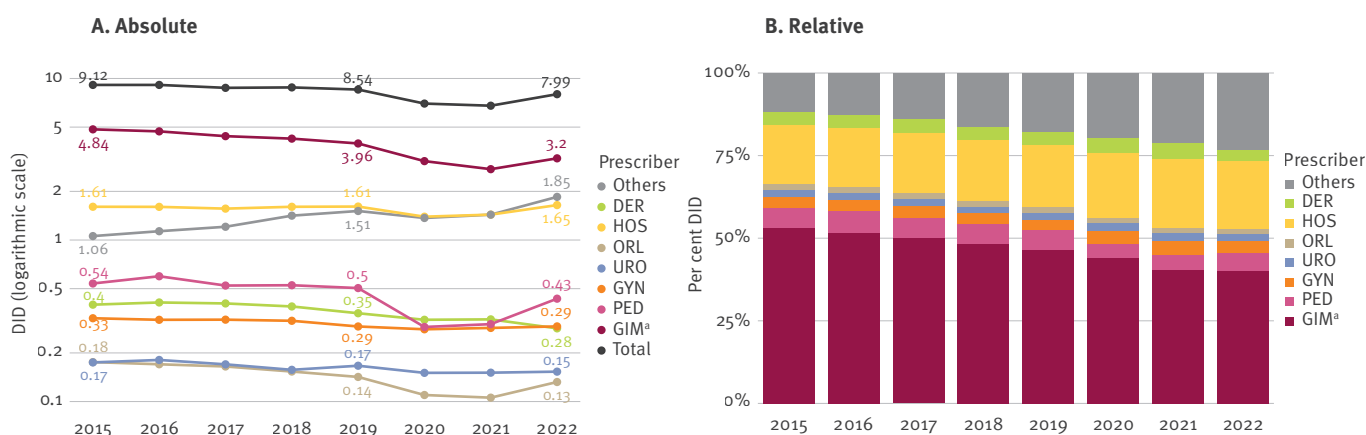 A. Absolute
DID (logarithmic scale)
10
5
2
1
0.5
0.2
0.1
9.12
8.54
7.99
4.84
3.96
3.2
1.61
1.61
1.85
1.06
1.51
1.65
0.54
0.5
0.43
0.4
0.35
0.29
0.33
0.29
0.28
0.18
0.17
0.15
0.17
0.14
0.13
2015 2016 2017 2018 2019 2020 2021 2022
Prescriber
Others
DER
HOS
ORL
URO
GYN
PED
GIMa
Total
B. Relative
Per cent DID
100%
75%
50%
25%
0%
2015 2016 2017 2018 2019 2020 2021 2022
Prescriber
Others
DER
HOS
ORL
URO
GYN
PED
GIMa